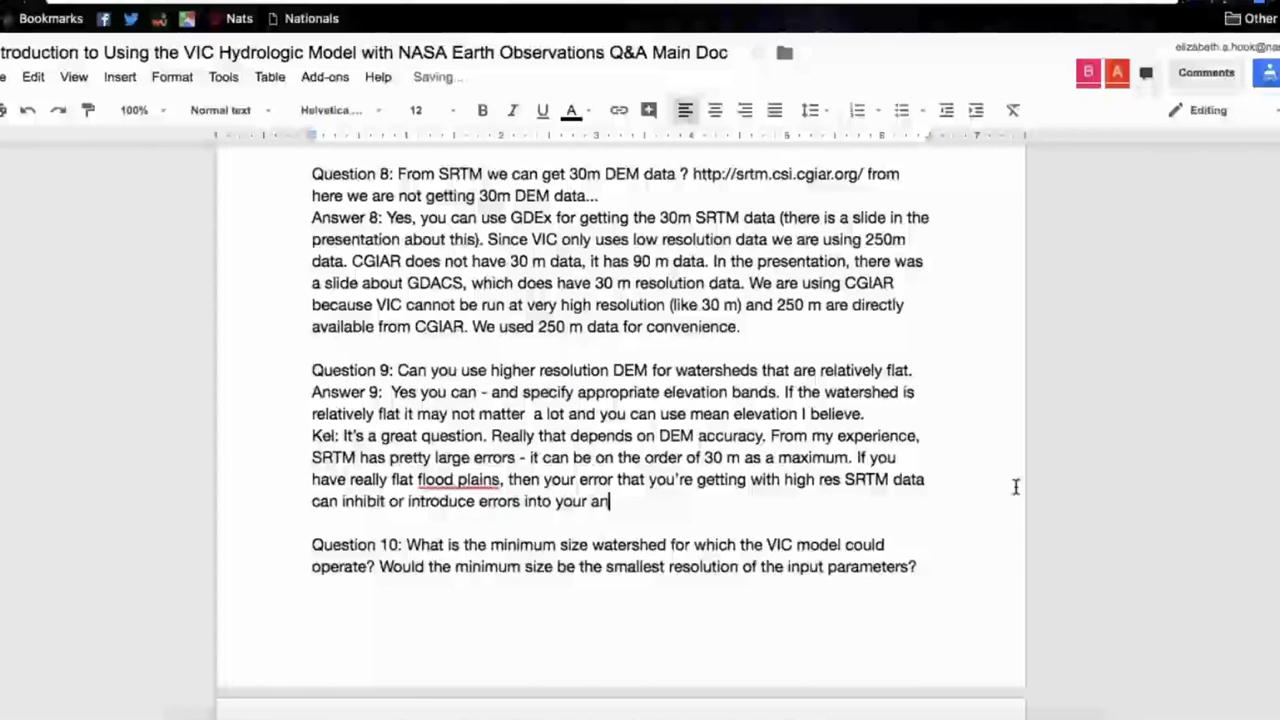 Bookmarks Nats Nationals Other
ntroduction to Using the VIC Hydrologic Model with NASA Earth Observations Q&A Main Doc
elizabeth.a.hook@na
Edit View Insert Format Tools Table Add-ons Help Saving...
B A Comments
100% Normal text Helvetica... 12 B I U A Editing
1 2 3 4 5 6 7
Question 8: From SRTM we can get 30m DEM data ? http://srtm.csi.cgiar.org/ from
here we are not getting 30m DEM data...
Answer 8: Yes, you can use GDEx for getting the 30m SRTM data (there is a slide in the
presentation about this). Since VIC only uses low resolution data we are using 250m
data. CGIAR does not have 30 m data, it has 90 m data. In the presentation, there was
a slide about GDACS, which does have 30 m resolution data. We are using CGIAR
because VIC cannot be run at very high resolution (like 30 m) and 250 m are directly
available from CGIAR. We used 250 m data for convenience.
Question 9: Can you use higher resolution DEM for watersheds that are relatively flat.
Answer 9: Yes you can - and specify appropriate elevation bands. If the watershed is
relatively flat it may not matter a lot and you can use mean elevation I believe.
Kel: It's a great question. Really that depends on DEM accuracy. From my experience,
SRTM has pretty large errors - it can be on the order of 30 m as a maximum. If you
have really flat flood plains, then your error that you're getting with high res SRTM data
can inhibit or introduce errors into your an
Question 10: What is the minimum size watershed for which the VIC model could
operate? Would the minimum size be the smallest resolution of the input parameters?